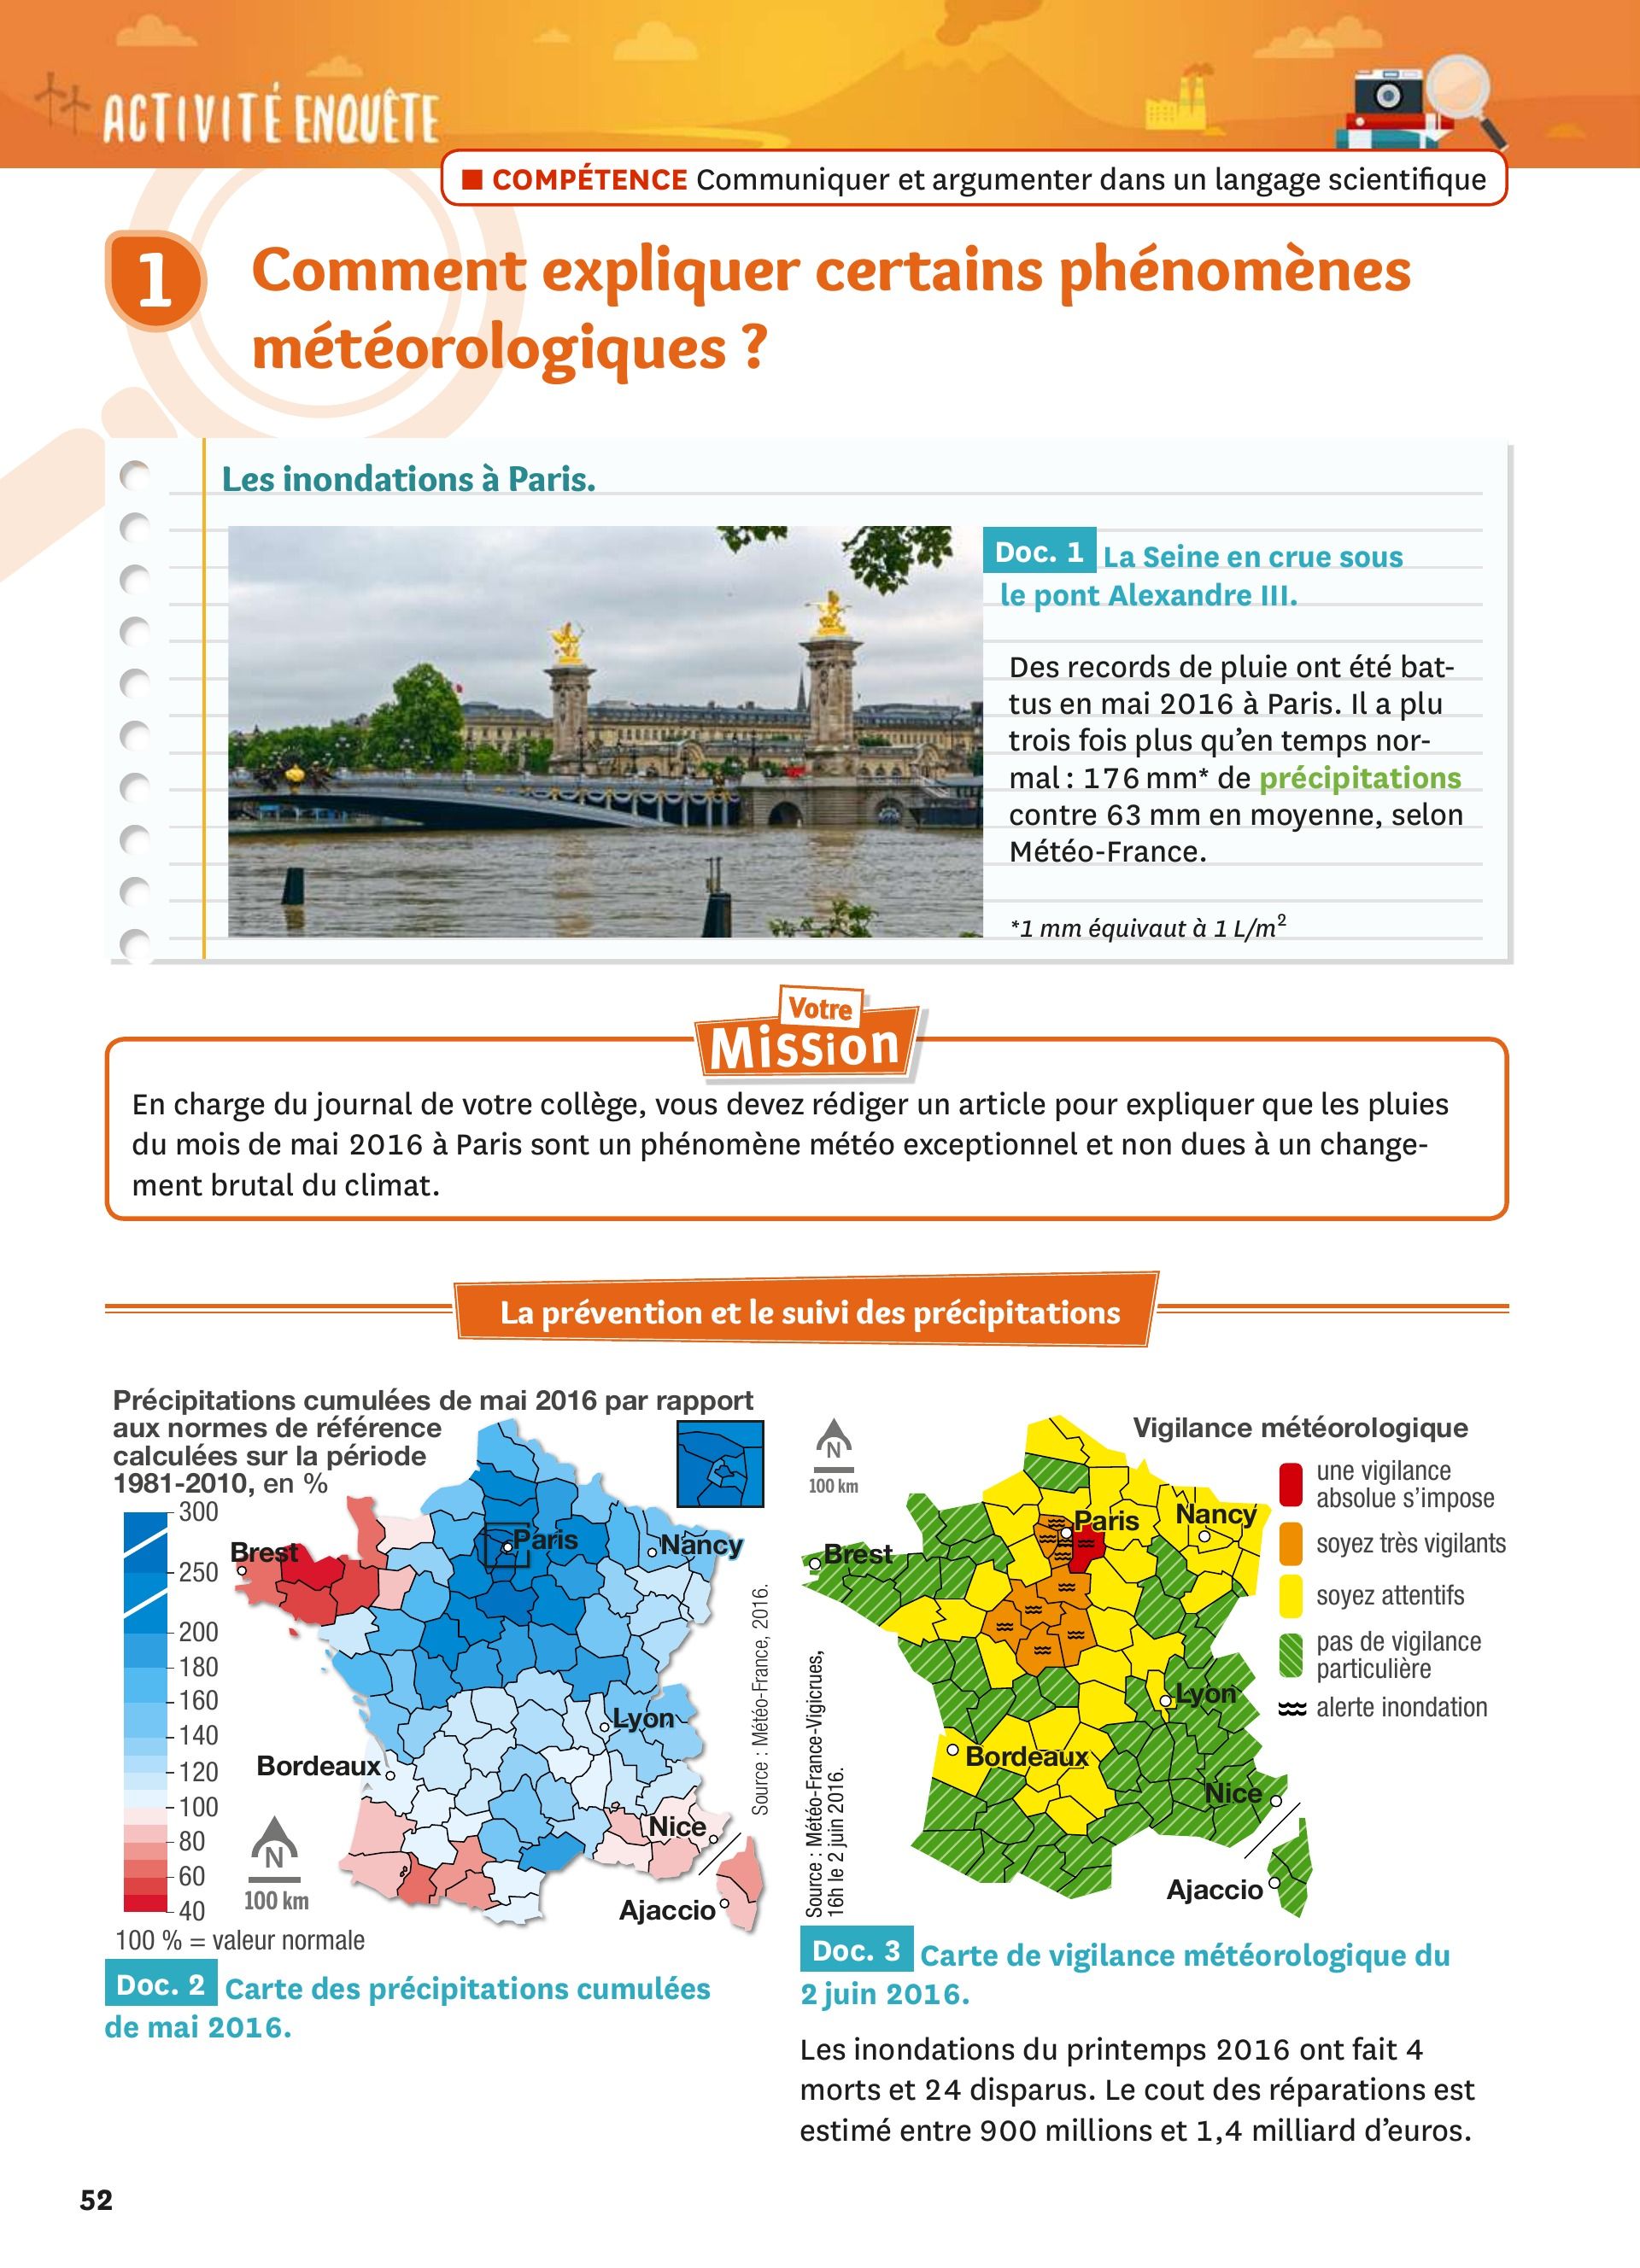 ACTIVITÉ ENQUÊTE
■ COMPÉTENCE Communiquer et argumenter dans un langage scientifique
1
Comment expliquer certains phénomènes
météorologiques ?
Les inondations à Paris.
Doc. 1 La Seine en crue sous
le pont Alexandre III.
Des records de pluie ont été bat-
tus en mai 2016 à Paris. Il a plu
trois fois plus qu'en temps nor-
mal : 176 mm* de précipitations
contre 63 mm en moyenne, selon
Météo-France.
*1 mm équivaut à 1 L/m²
Votre
Mission
En charge du journal de votre collège, vous devez rédiger un article pour expliquer que les pluies
du mois de mai 2016 à Paris sont un phénomène météo exceptionnel et non dues à un change-
ment brutal du climat.
La prévention et le suivi des précipitations
Précipitations cumulées de mai 2016 par rapport
aux normes de référence
calculées sur la période
1981-2010, en %
300
250
200
180
160
140
120
100
80
60
40
100 % = valeur normale
Brest
Paris
Nancy
Lyon
Bordeaux
Nice
Ajaccio
N
100 km
Source : Météo-France, 2016.
Doc. 2 Carte des précipitations cumulées
de mai 2016.
N
100 km
Vigilance météorologique
une vigilance
absolue s'impose
soyez très vigilants
soyez attentifs
pas de vigilance
particulière
alerte inondation
Paris
Nancy
Brest
Lyon
Bordeaux
Nice
Ajaccio
Source : Météo-France-Vigicrues,
16h le 2 juin 2016.
Doc. 3 Carte de vigilance météorologique du
2 juin 2016.
Les inondations du printemps 2016 ont fait 4
morts et 24 disparus. Le cout des réparations est
estimé entre 900 millions et 1,4 milliard d'euros.
52